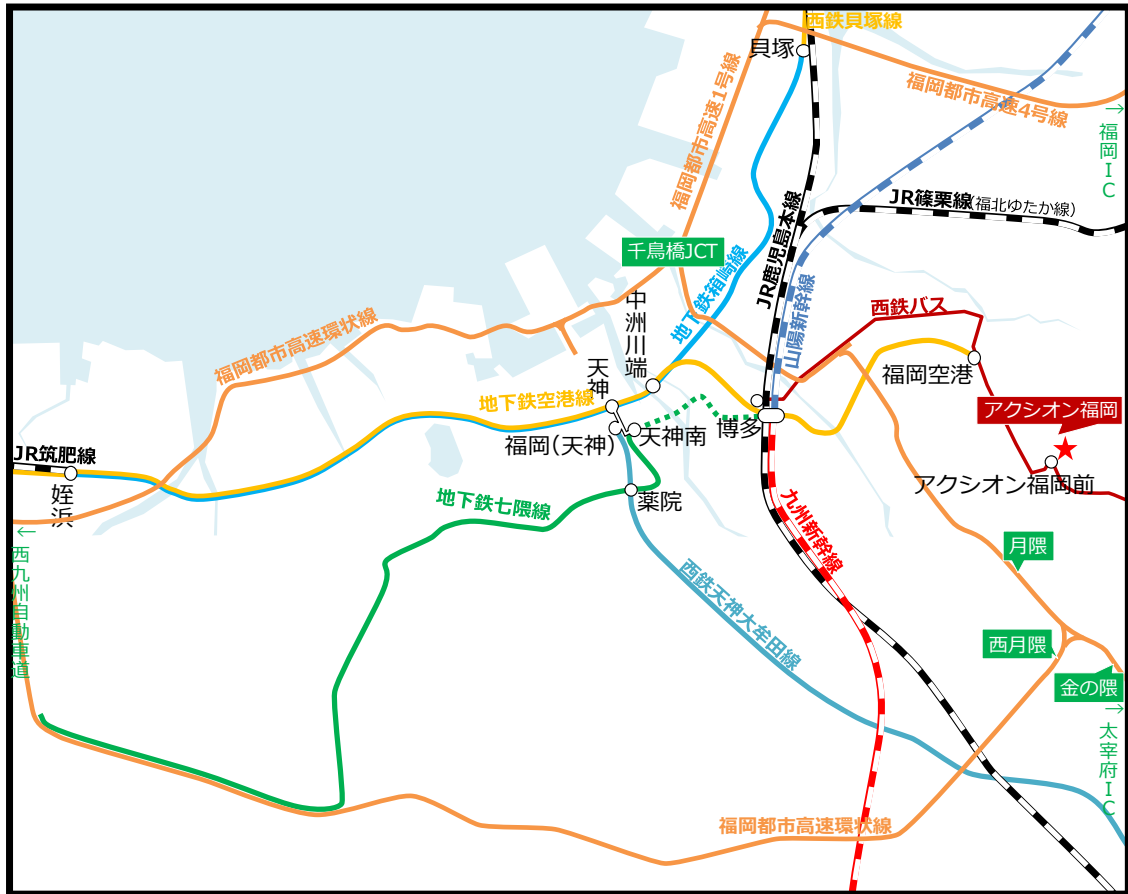 西鉄貝塚線
貝塚
福岡都市高速1号線
福岡都市高速4号線
→
福岡IC
JR篠栗線(福北ゆたか線)
JR鹿児島本線
千鳥橋JCT
地下鉄箱崎線
山陽新幹線
中洲川端
西鉄バス
福岡都市高速環状線
天神
福岡空港
地下鉄空港線
アクシオン福岡
福岡(天神)
天神南
博多
JR筑肥線
姪浜
アクシオン福岡前
地下鉄七隈線
薬院
九州新幹線
←
西九州自動車道
月隈
西鉄天神大牟田線
西月隈
金の隈
→
太宰府IC
福岡都市高速環状線